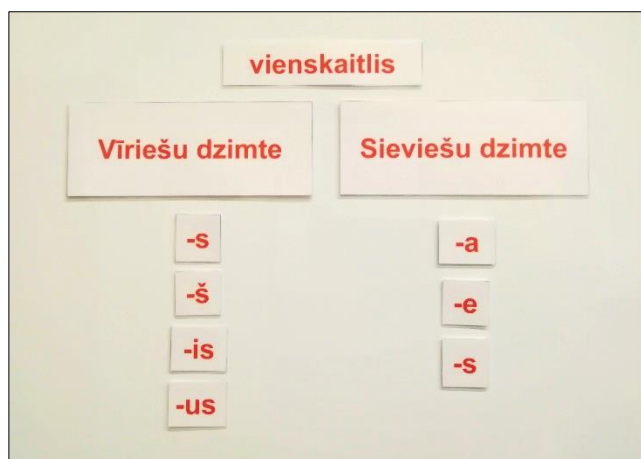 vienskaitlis
Vīriešu dzimte
Sieviešu dzimte
-s
-š
-is
-us
-a
-e
-s